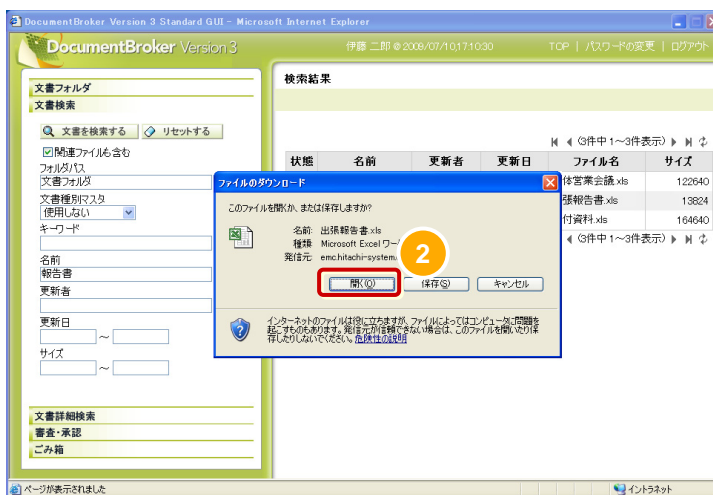 DocumentBroker Version 3 Standard GUI - Microsoft Internet Explorer
DocumentBroker Version 3
伊藤 二郎 @ 2009/07/10,17:10:30
TOP | パスワードの変更 | ログアウト
文書フォルダ
文書検索
文書を検索する
リセットする
関連ファイルも含む
フォルダパス
文書フォルダ
文書種別マスタ
使用しない
キーワード
名前
報告書
更新者
更新日
～
サイズ
～
文書詳細検索
審査・承認
ごみ箱
検索結果
(3件中 1～3件表示)
状態 名前 更新者 更新日 ファイル名 サイズ
体営業会議.xls 122640
張報告書.xls 13824
付資料.xls 164640
(3件中 1～3件表示)
ファイルのダウンロード
このファイルを開くか、または保存しますか?
名前: 出張報告書.xls
種類: Microsoft Excel ワー
発信元: emc.hitachi-system
2
開く(O)
保存(S)
キャンセル
インターネットのファイルは役に立ちますが、ファイルによってはコンピュータに問題を
起こすものもあります。発信元が信頼できない場合は、このファイルを開いたり保
存したりしないでください。危険性の説明
ページが表示されました
イントラネット